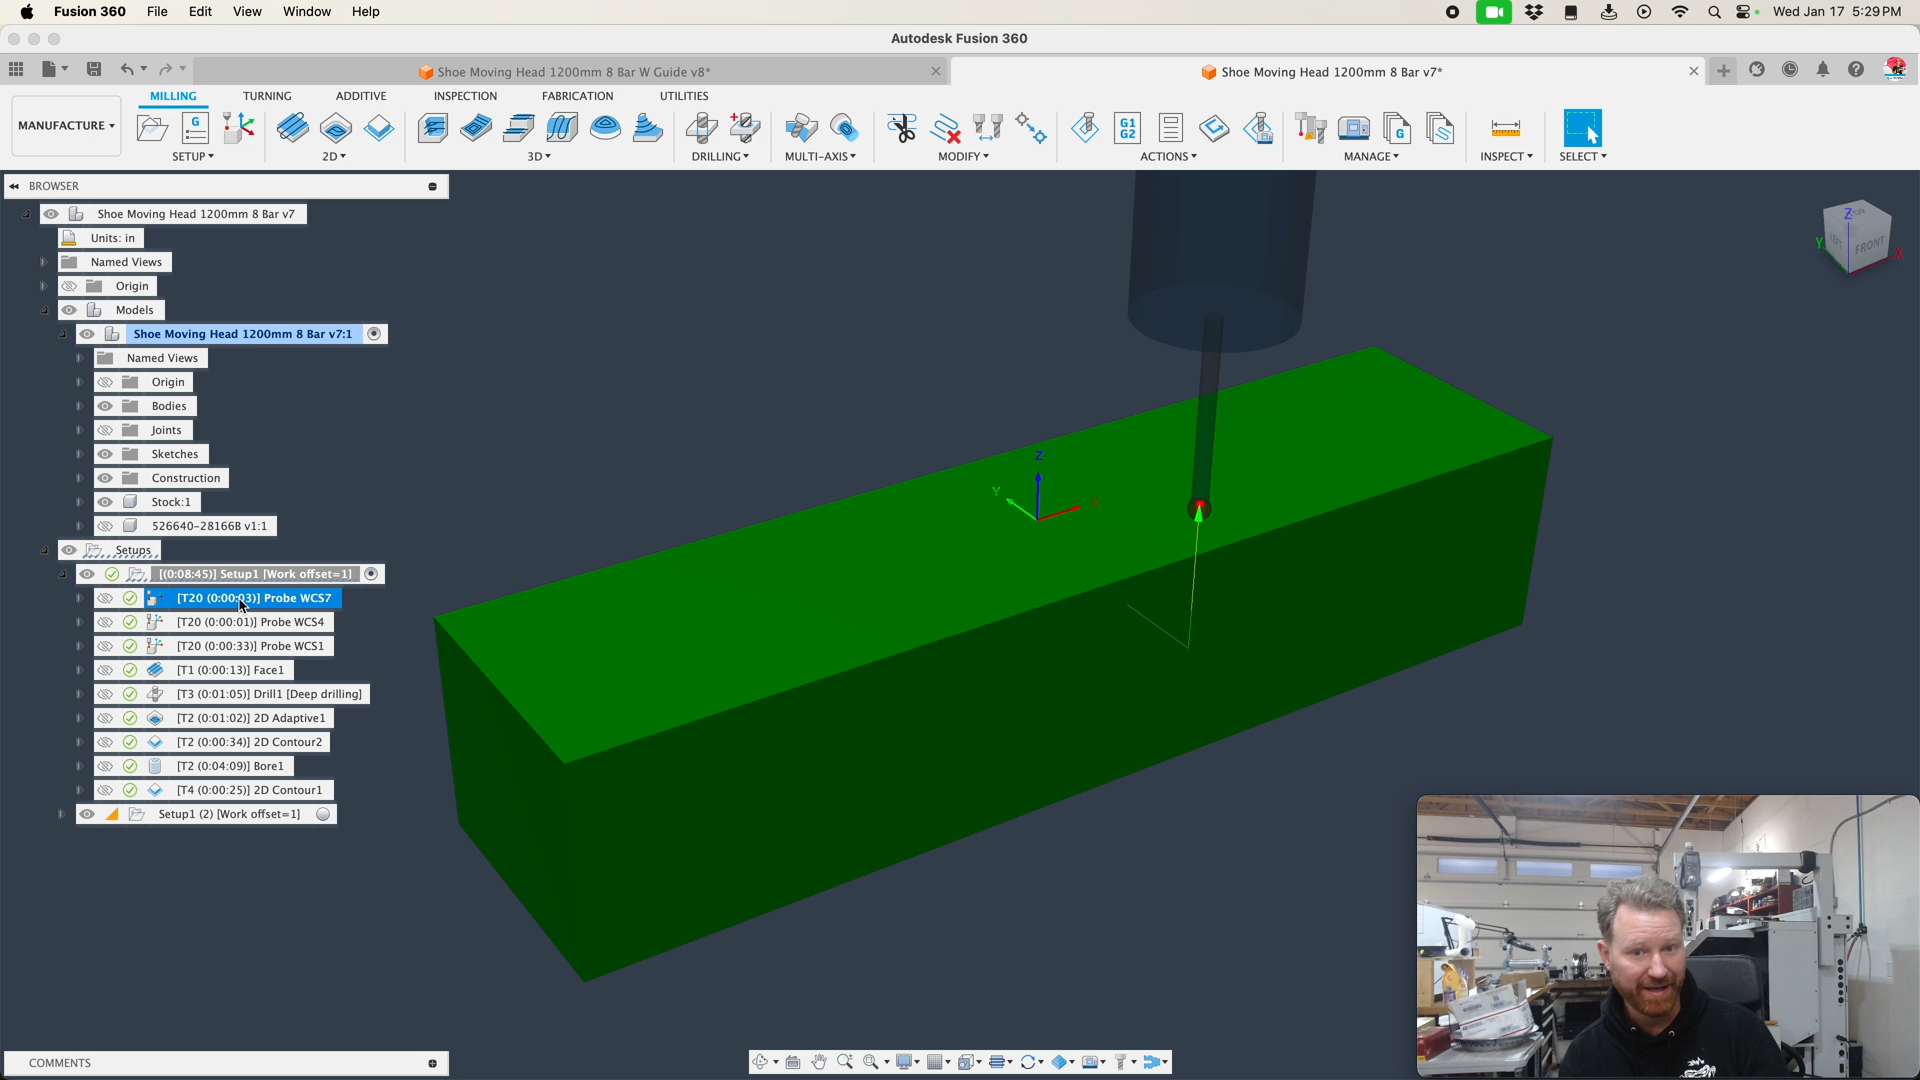 Fusion 360 File Edit View Window Help Wed Jan 17 5:29 PM
Autodesk Fusion 360
Shoe Moving Head 1200mm 8 Bar W Guide v8*
Shoe Moving Head 1200mm 8 Bar v7*
MILLING TURNING ADDITIVE INSPECTION FABRICATION UTILITIES
MANUFACTURE
G
G1
G2
G
SETUP 2D 3D DRILLING MULTI-AXIS MODIFY ACTIONS MANAGE INSPECT SELECT
BROWSER
Shoe Moving Head 1200mm 8 Bar v7
Units: in
Named Views
Origin
Models
Shoe Moving Head 1200mm 8 Bar v7:1
Named Views
Origin
Bodies
Joints
Sketches
Construction
Stock:1
526640-28166B v1:1
Setups
[(0:08:45)] Setup1 [Work offset=1]
[T20 (0:00:03)] Probe WCS7
[T20 (0:00:01)] Probe WCS4
[T20 (0:00:33)] Probe WCS1
[T1 (0:00:13)] Face1
[T3 (0:01:05)] Drill1 [Deep drilling]
[T2 (0:01:02)] 2D Adaptive1
[T2 (0:00:34)] 2D Contour2
[T2 (0:04:09)] Bore1
[T4 (0:00:25)] 2D Contour1
Setup1 (2) [Work offset=1]
Z
Y
X
Z
Y
LEFT
FRONT
X
COMMENTS